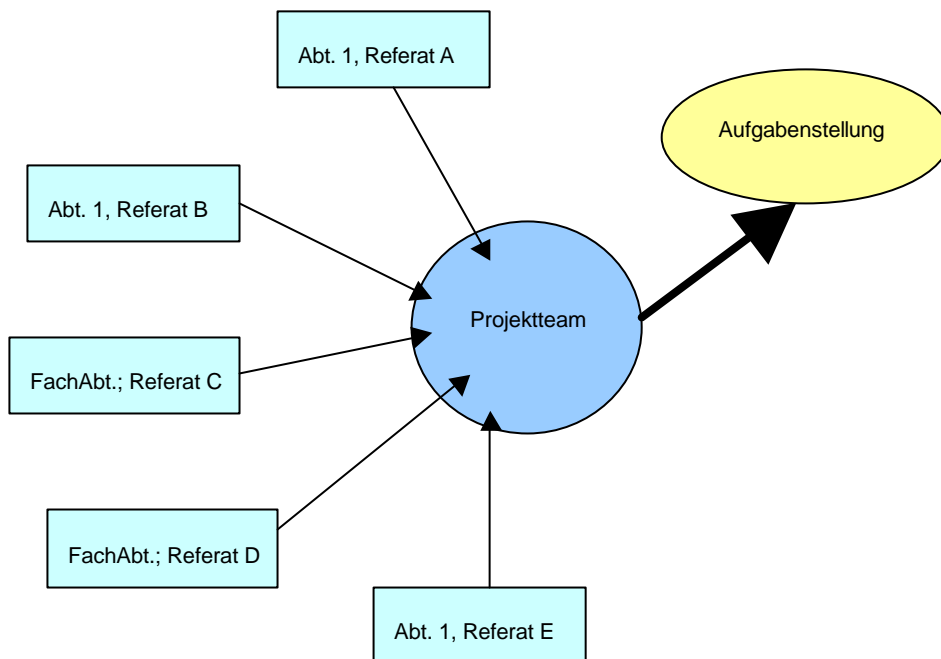 Abt. 1, Referat A
Aufgabenstellung
Abt. 1, Referat B
Projektteam
FachAbt.; Referat C
FachAbt.; Referat D
Abt. 1, Referat E